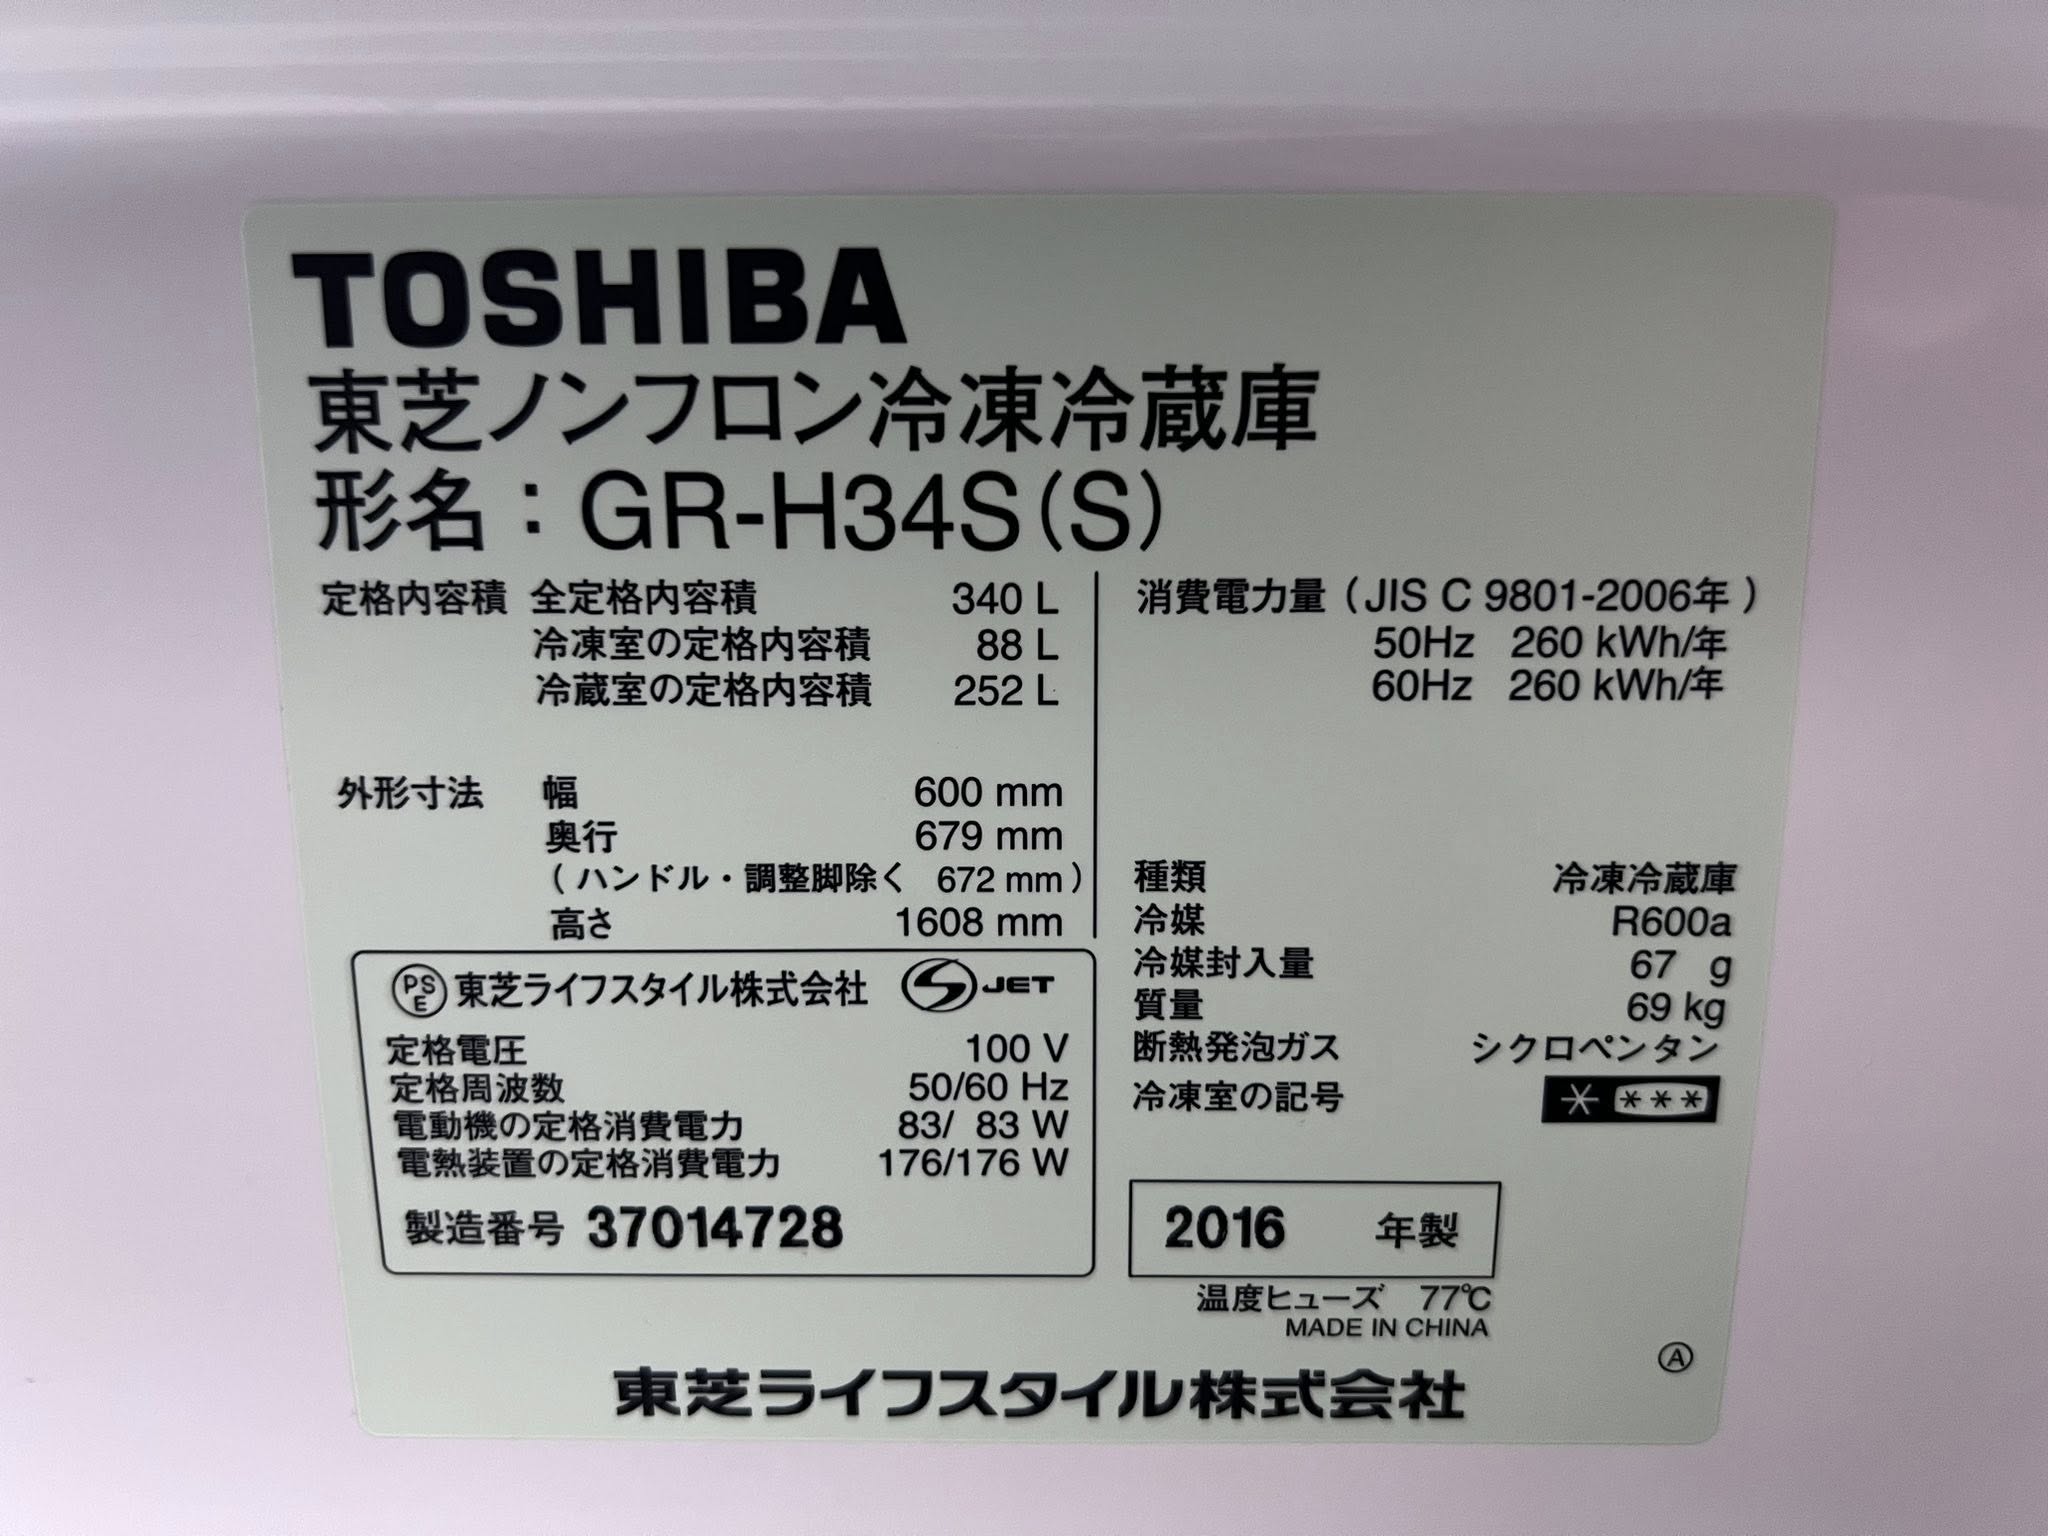 TOSHIBA
東芝ノンフロン冷凍冷蔵庫
形名：GR-H34S(S)
定格内容積 全定格内容積 340 L
冷凍室の定格内容積 88 L
冷蔵室の定格内容積 252 L
外形寸法 幅 600 mm
奥行 679 mm
(ハンドル・調整脚除く 672 mm)
高さ 1608 mm
消費電力量 (JIS C 9801-2006年)
50Hz 260 kWh/年
60Hz 260 kWh/年
種類 冷凍冷蔵庫
冷媒 R600a
冷媒封入量 67 g
質量 69 kg
断熱発泡ガス シクロペンタン
冷凍室の記号 * ***
PSE 東芝ライフスタイル株式会社 S JET
定格電圧 100 V
定格周波数 50/60 Hz
電動機の定格消費電力 83/ 83 W
電熱装置の定格消費電力 176/176 W
製造番号 37014728
2016 年製
温度ヒューズ 77℃
MADE IN CHINA
Ⓐ
東芝ライフスタイル株式会社